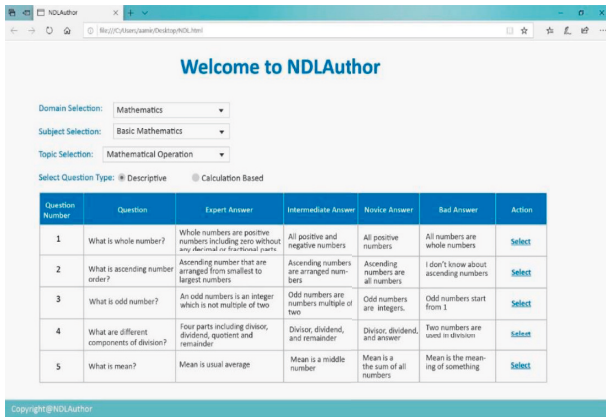 NDLAuthor
file:///C:/Users/aamir/Desktop/NDL.html
Welcome to NDLAuthor
Domain Selection: Mathematics
Subject Selection: Basic Mathematics
Topic Selection: Mathematical Operation
Select Question Type: Descriptive Calculation Based
Question Number Question Expert Answer Intermediate Answer Novice Answer Bad Answer Action
1 What is whole number? Whole numbers are positive numbers including zero without any decimal or fractional parts All positive and negative numbers All positive numbers All numbers are whole numbers Select
2 What is ascending number order? Ascending number that are arranged from smallest to largest numbers Ascending numbers are arranged num- bers Ascending numbers are all numbers I don't know about ascending numbers Select
3 What is odd number? An odd numbers is an integer which is not multiple of two Odd numbers are numbers multiple of two Odd numbers are integers. Odd numbers start from 1 Select
4 What are different components of division? Four parts including divisor, dividend, quotient and remainder Divisor, dividend, and remainder Divisor, dividend, and answer Two numbers are used in division Select
5 What is mean? Mean is usual average Mean is a middle number Mean is a the sum of all numbers Mean is the mean- ing of something Select
Copyright@NDLAuthor